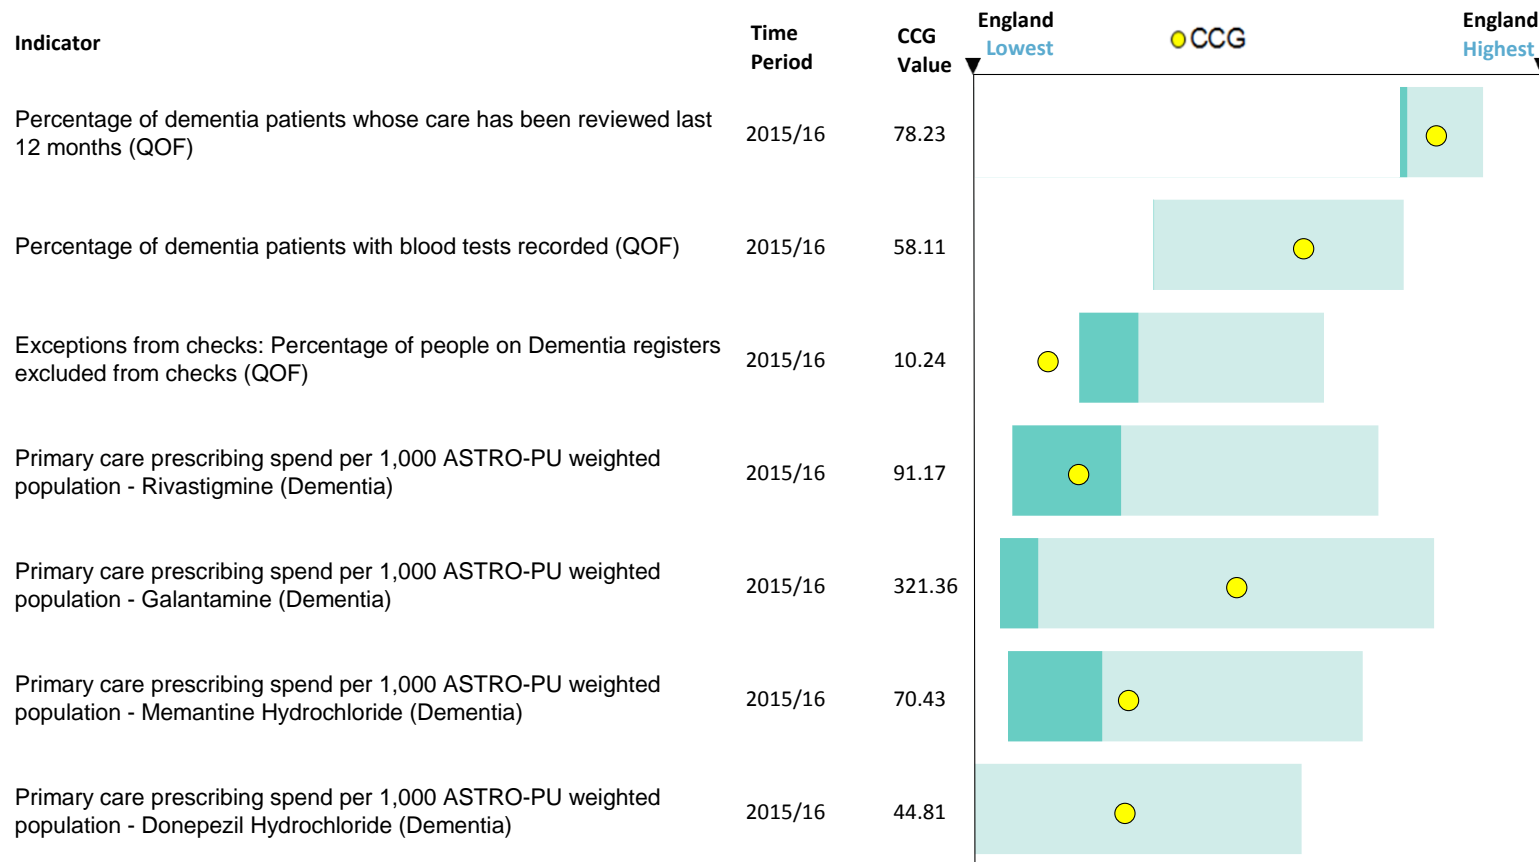 Indicator
Time
Period
CCG
Value
England
Lowest
CCG
England
Highest
Percentage of dementia patients whose care has been reviewed last
12 months (QOF)
2015/16
78.23
Percentage of dementia patients with blood tests recorded (QOF)
2015/16
58.11
Exceptions from checks: Percentage of people on Dementia registers
excluded from checks (QOF)
2015/16
10.24
Primary care prescribing spend per 1,000 ASTRO-PU weighted
population - Rivastigmine (Dementia)
2015/16
91.17
Primary care prescribing spend per 1,000 ASTRO-PU weighted
population - Galantamine (Dementia)
2015/16
321.36
Primary care prescribing spend per 1,000 ASTRO-PU weighted
population - Memantine Hydrochloride (Dementia)
2015/16
70.43
Primary care prescribing spend per 1,000 ASTRO-PU weighted
population - Donepezil Hydrochloride (Dementia)
2015/16
44.81